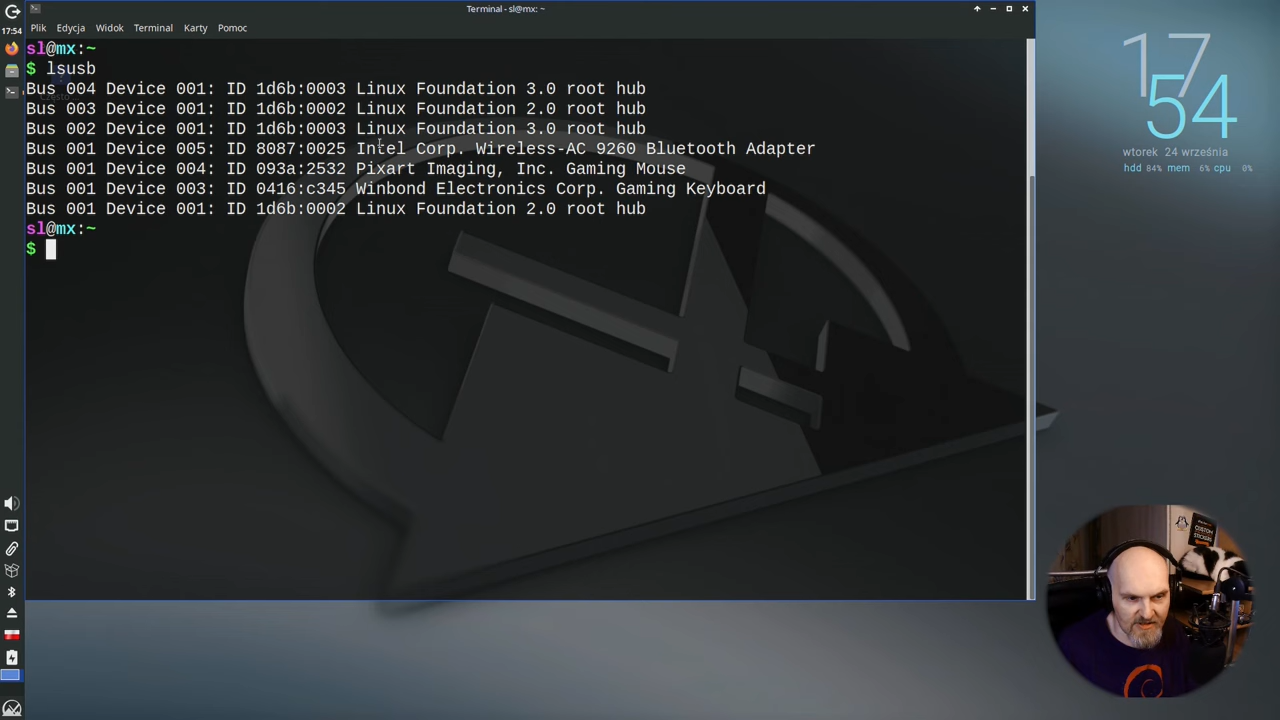 Terminal - sl@mx: ~
17:54
Plik Edycja Widok Terminal Karty Pomoc
sl@mx:~
$ lsusb
Bus 004 Device 001: ID 1d6b:0003 Linux Foundation 3.0 root hub
Bus 003 Device 001: ID 1d6b:0002 Linux Foundation 2.0 root hub
Bus 002 Device 001: ID 1d6b:0003 Linux Foundation 3.0 root hub
Bus 001 Device 005: ID 8087:0025 Intel Corp. Wireless-AC 9260 Bluetooth Adapter
Bus 001 Device 004: ID 093a:2532 Pixart Imaging, Inc. Gaming Mouse
Bus 001 Device 003: ID 0416:c345 Winbond Electronics Corp. Gaming Keyboard
Bus 001 Device 001: ID 1d6b:0002 Linux Foundation 2.0 root hub
sl@mx:~
$
17
54
wtorek 24 września
hdd 84% mem 6% cpu 0%
CUSTOM
STICKERS